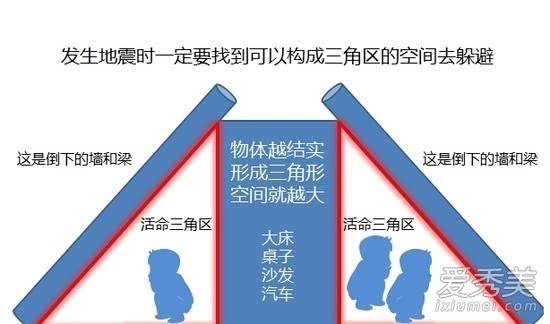 发生地震时一定要找到可以构成三角区的空间去躲避
这是倒下的墙和梁
物体越结实
形成三角形
空间就越大
这是倒下的墙和梁
活命三角区
活命三角区
大床
桌子
沙发
汽车
爱秀美
ixiumei.com